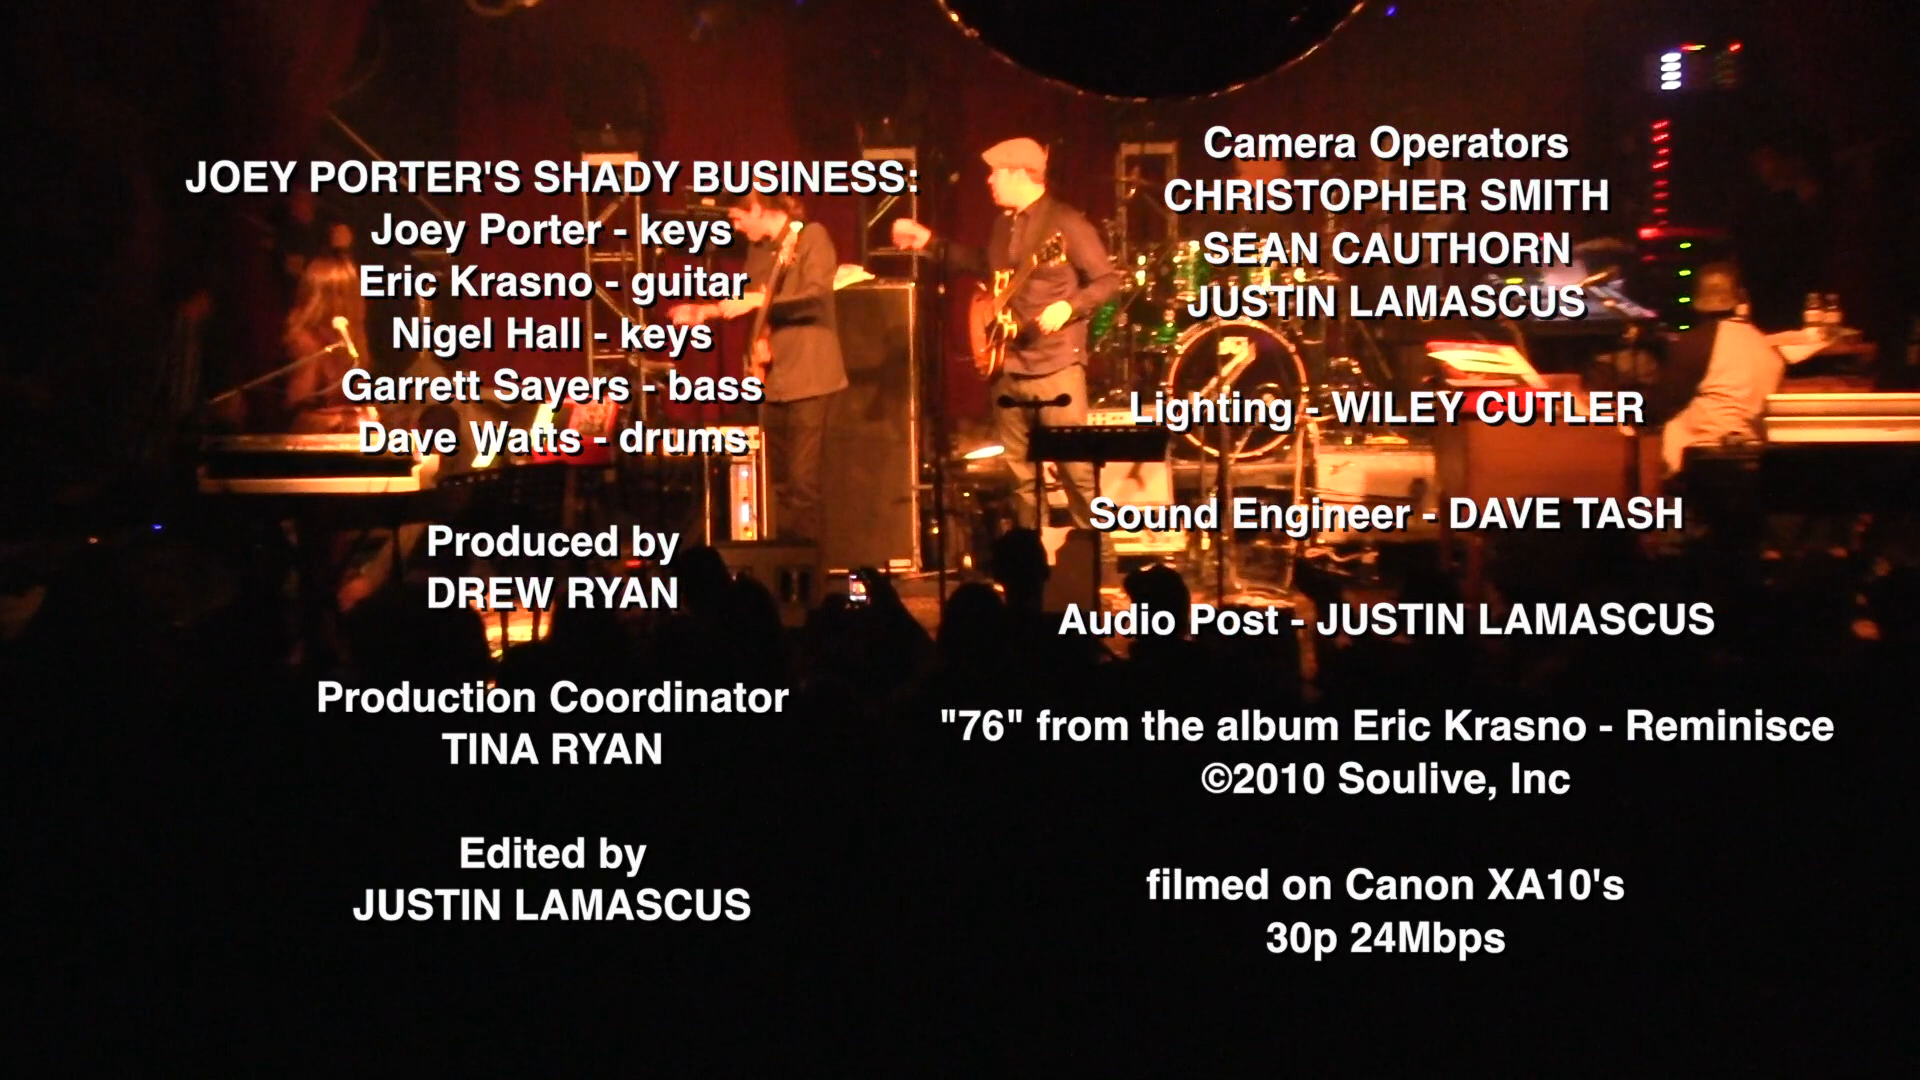 JOEY PORTER'S SHADY BUSINESS:
Joey Porter - keys
Eric Krasno - guitar
Nigel Hall - keys
Garrett Sayers - bass
Dave Watts - drums
Produced by
DREW RYAN
Production Coordinator
TINA RYAN
Edited by
JUSTIN LAMASCUS
Camera Operators
CHRISTOPHER SMITH
SEAN CAUTHORN
JUSTIN LAMASCUS
Lighting - WILEY CUTLER
Sound Engineer - DAVE TASH
Audio Post - JUSTIN LAMASCUS
"76" from the album Eric Krasno - Reminisce
©2010 Soulive, Inc
filmed on Canon XA10's
30p 24Mbps